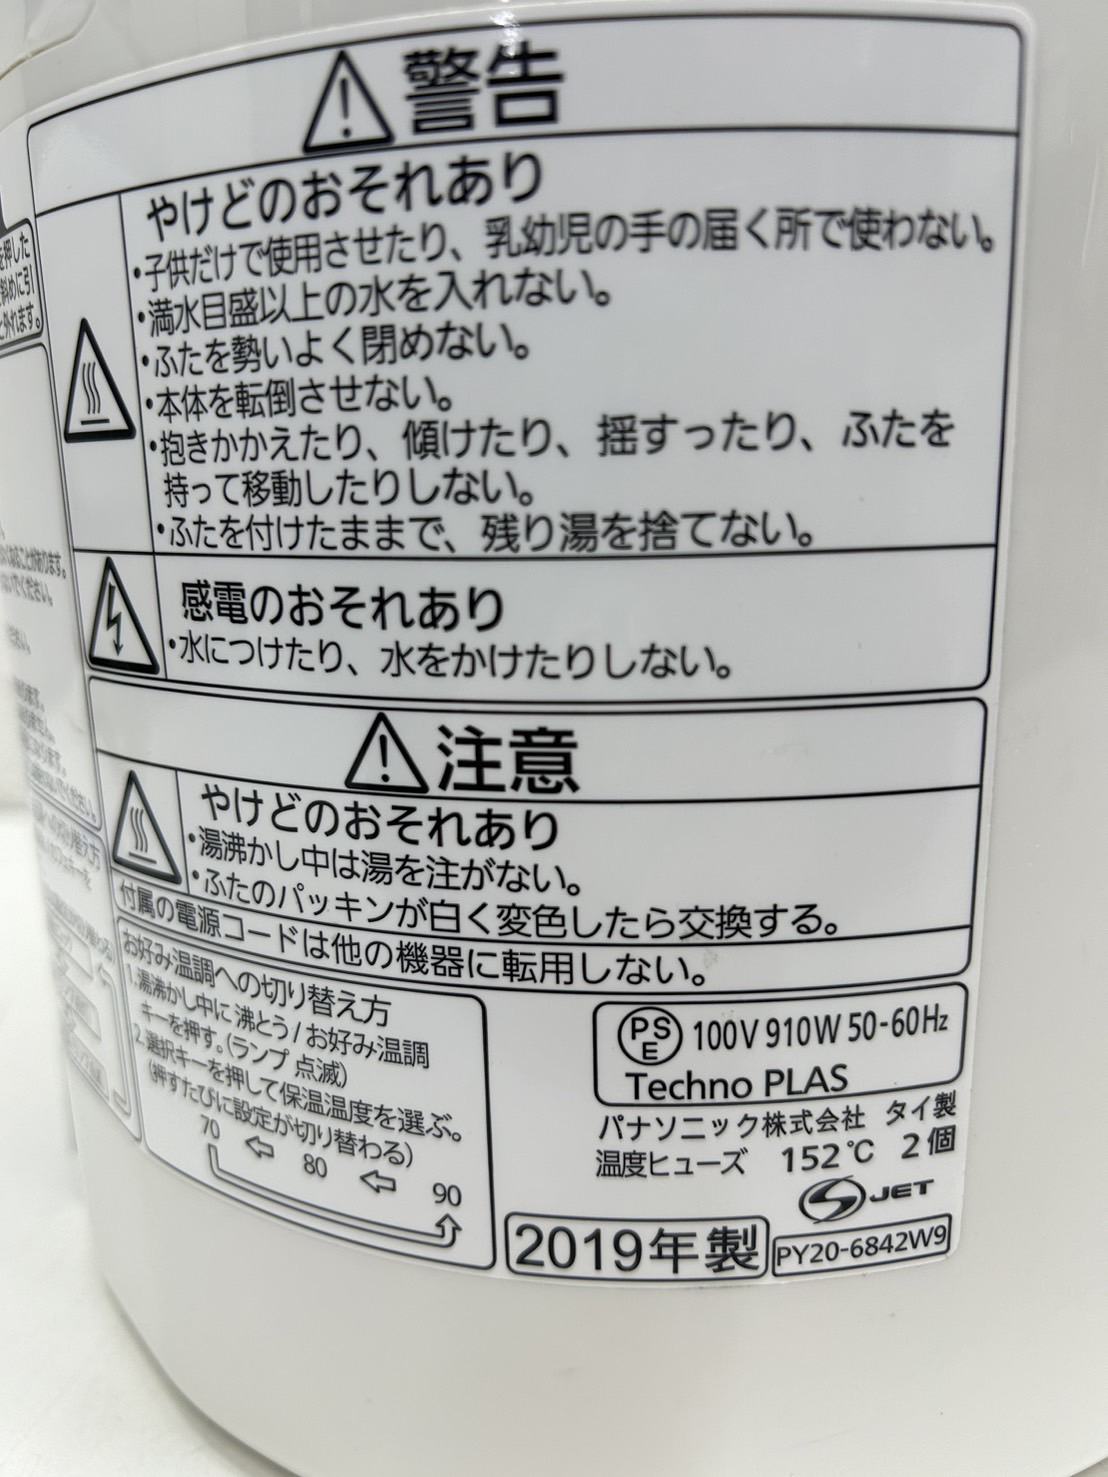 警告
やけどのおそれあり
•子供だけで使用させたり、乳幼児の手の届く所で使わない。
•満水目盛以上の水を入れない。
•ふたを勢いよく閉めない。
•本体を転倒させない。
•抱きかかえたり、傾けたり、揺すったり、ふたを
持って移動したりしない。
•ふたを付けたままで、残り湯を捨てない。
感電のおそれあり
•水につけたり、水をかけたりしない。
注意
やけどのおそれあり
•湯沸かし中は湯を注がない。
•ふたのパッキンが白く変色したら交換する。
付属の電源コードは他の機器に転用しない。
お好み温調への切り替え方
1.湯沸かし中に 沸とう/お好み温調
キーを押す。(ランプ 点滅)
2.選択キーを押して保温温度を選ぶ。
(押すたびに設定が切り替わる)
70 ⇦ 80 ⇦ 90
PS
E
100V 910W 50-60Hz
Techno PLAS
パナソニック株式会社 タイ製
温度ヒューズ 152℃ 2個
S JET
2019年製
PY20-6842W9
を押した
斜めに引
と外れます。